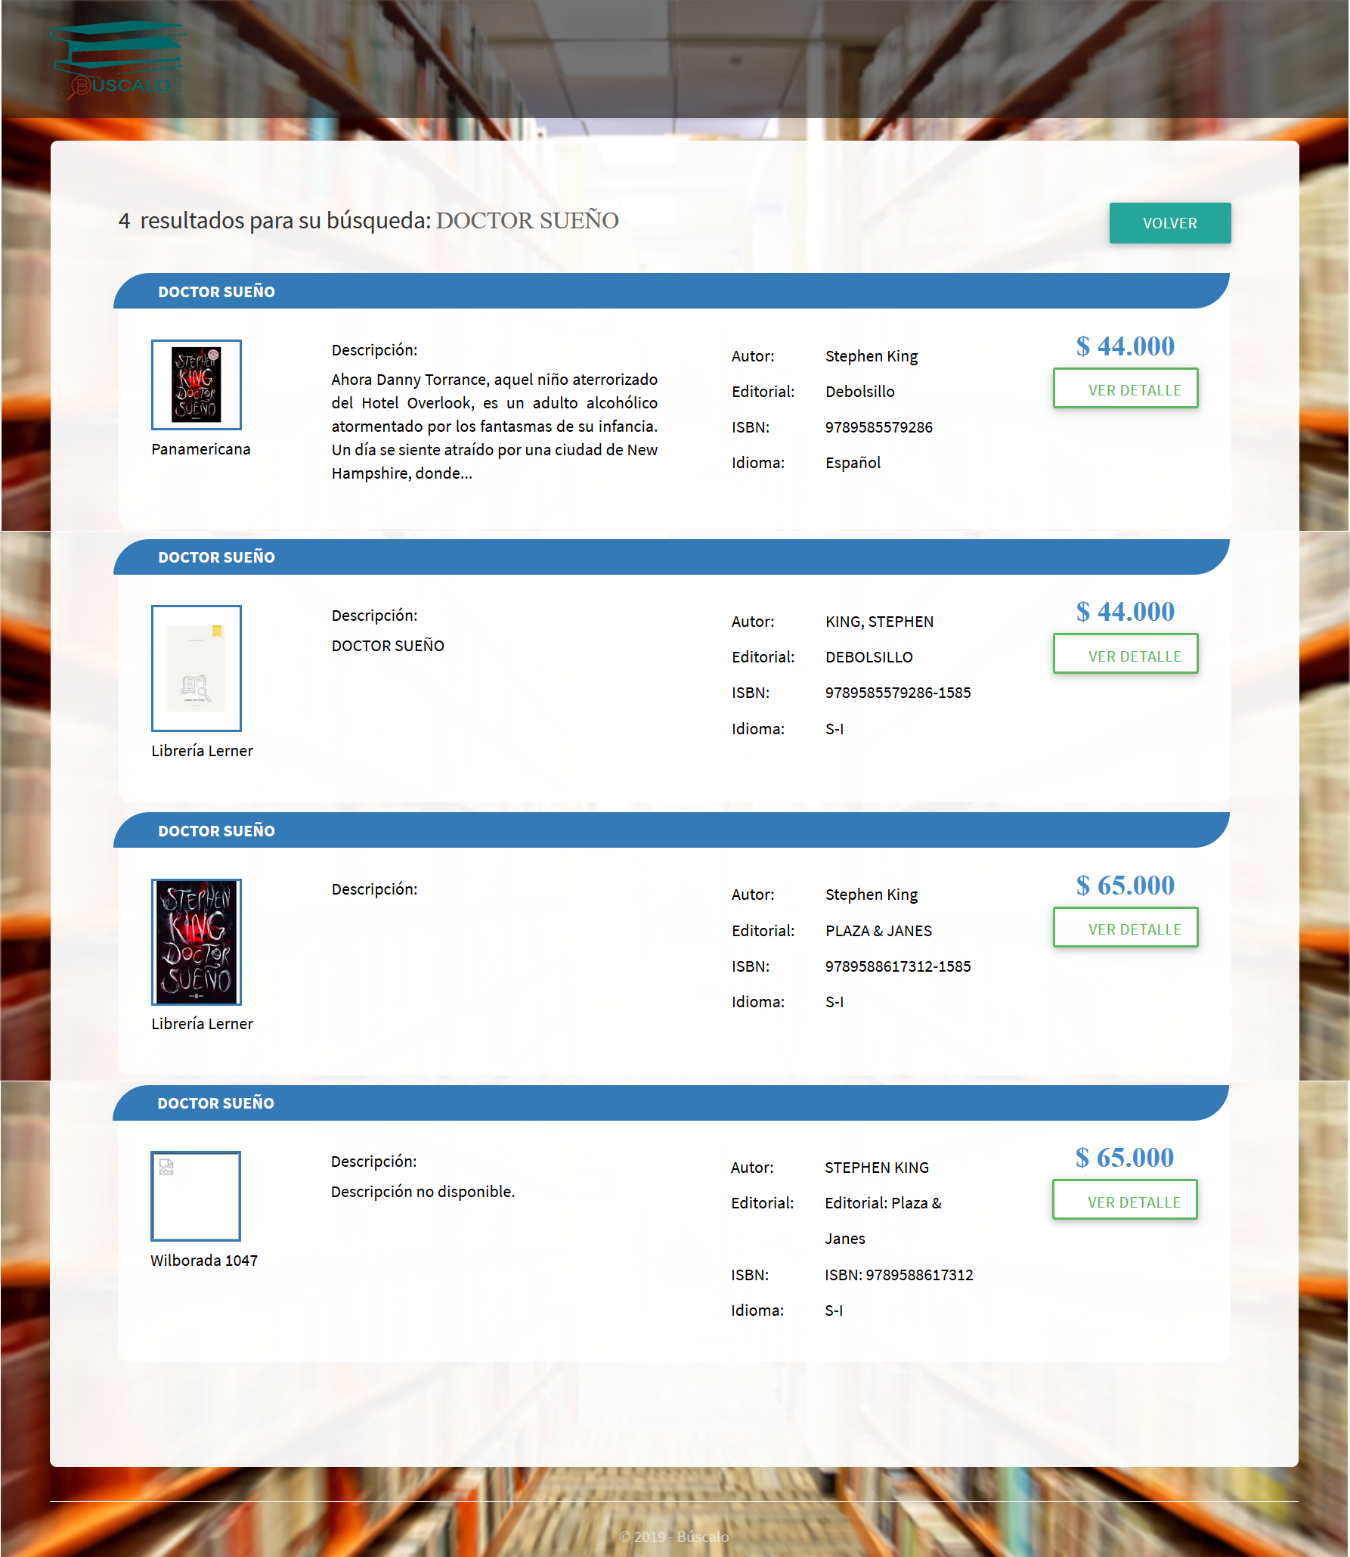 BÚSCALO
4 resultados para su búsqueda: DOCTOR SUEÑO
VOLVER
DOCTOR SUEÑO
STEPHEN
KING
DOCTOR
SUEÑO
Panamericana
Descripción:
Ahora Danny Torrance, aquel niño aterrorizado
del Hotel Overlook, es un adulto alcohólico
atormentado por los fantasmas de su infancia.
Un día se siente atraído por una ciudad de New
Hampshire, donde...
Autor: Stephen King
Editorial: Debolsillo
ISBN: 9789585579286
Idioma: Español
$ 44.000
VER DETALLE
DOCTOR SUEÑO
Librería Lerner
Descripción:
DOCTOR SUEÑO
Autor: KING, STEPHEN
Editorial: DEBOLSILLO
ISBN: 9789585579286-1585
Idioma: S-I
$ 44.000
VER DETALLE
DOCTOR SUEÑO
STEPHEN
KING
DOCTOR
SUEÑO
Librería Lerner
Descripción:
Autor: Stephen King
Editorial: PLAZA & JANES
ISBN: 9789588617312-1585
Idioma: S-I
$ 65.000
VER DETALLE
DOCTOR SUEÑO
Wilborada 1047
Descripción:
Descripción no disponible.
Autor: STEPHEN KING
Editorial: Editorial: Plaza &
Janes
ISBN: ISBN: 9789588617312
Idioma: S-I
$ 65.000
VER DETALLE
© 2019 - Búscalo